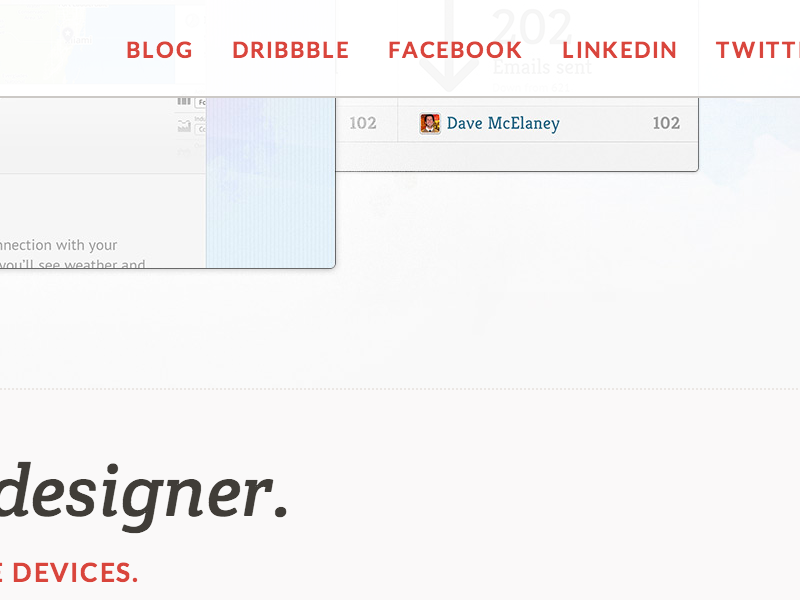 BLOG DRIBBBLE FACEBOOK LINKEDIN
202
Emails sent
102 Dave McElaney 102
nnection with your
you'll see weather and
designer.
DEVICES.